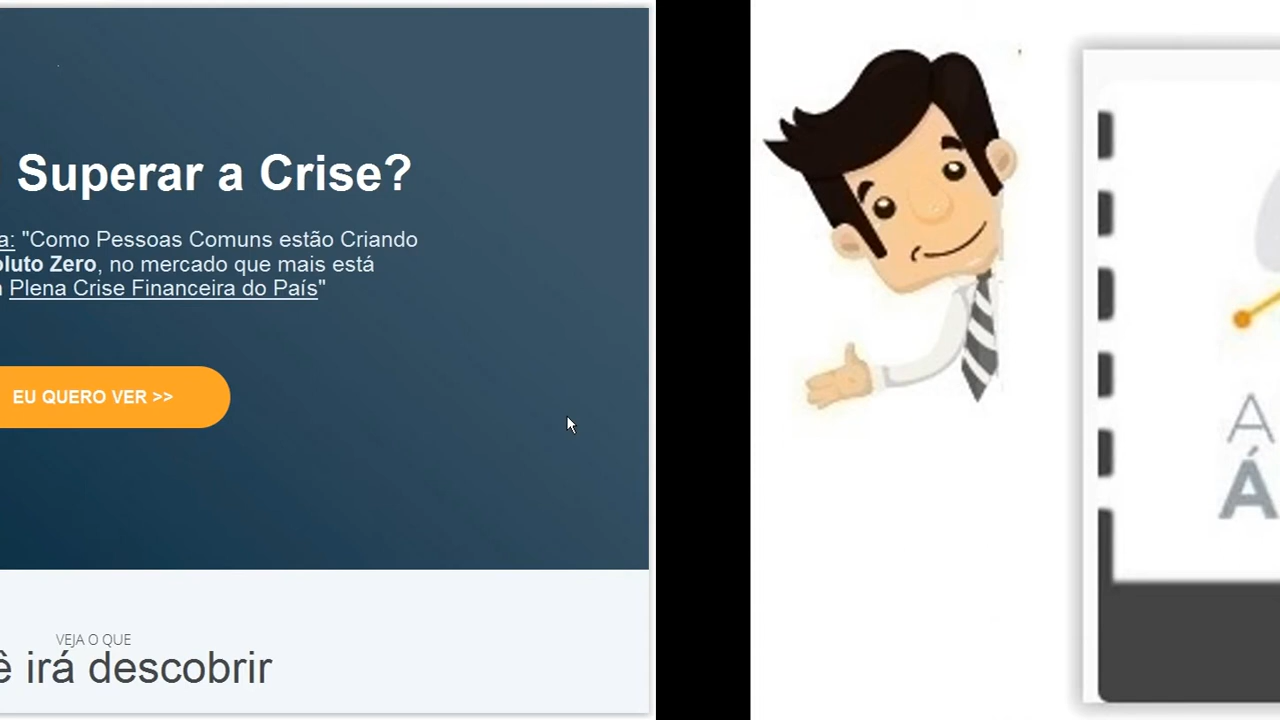 Superar a Crise?
a: "Como Pessoas Comuns estão Criando
oluto Zero, no mercado que mais está
Plena Crise Financeira do País"
EU QUERO VER >>
VEJA O QUE
ê irá descobrir
A
Á